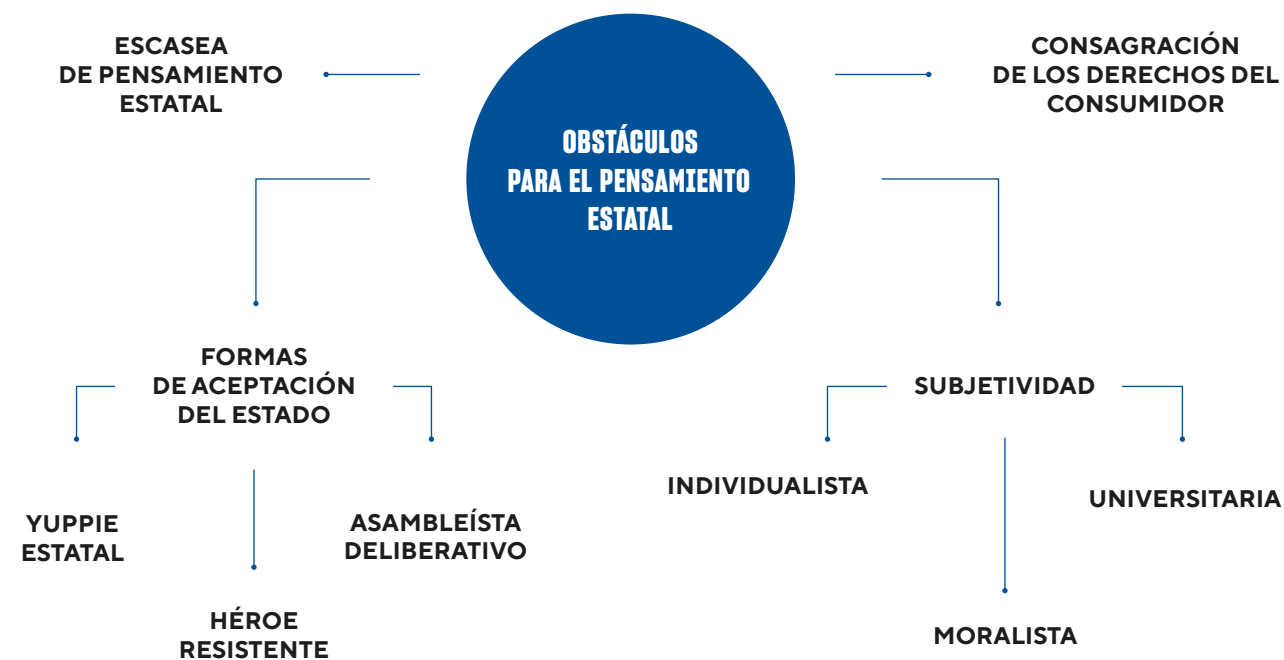 ESCASEA
DE PENSAMIENTO
ESTATAL
OBSTÁCULOS
PARA EL PENSAMIENTO
ESTATAL
CONSAGRACIÓN
DE LOS DERECHOS DEL
CONSUMIDOR
FORMAS
DE ACEPTACIÓN
DEL ESTADO
YUPPIE
ESTATAL
HÉROE
RESISTENTE
ASAMBLEÍSTA
DELIBERATIVO
SUBJETIVIDAD
INDIVIDUALISTA
MORALISTA
UNIVERSITARIA